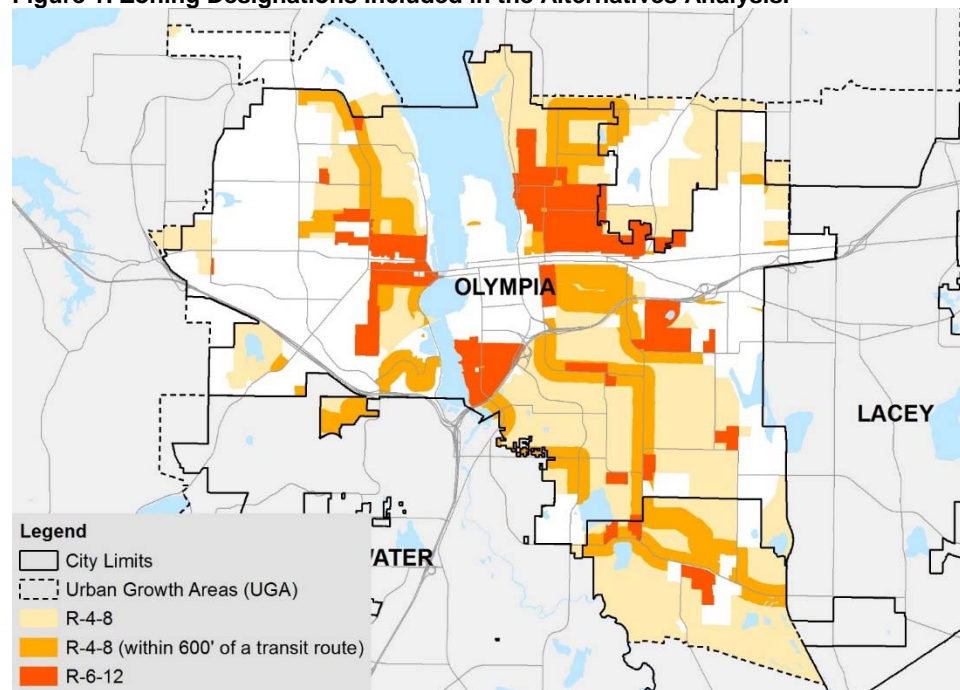 Figure 1: Zoning Designations Included in the Alternatives Analysis.
OLYMPIA
LACEY
WATER
Legend
City Limits
Urban Growth Areas (UGA)
R-4-8
R-4-8 (within 600' of a transit route)
R-6-12